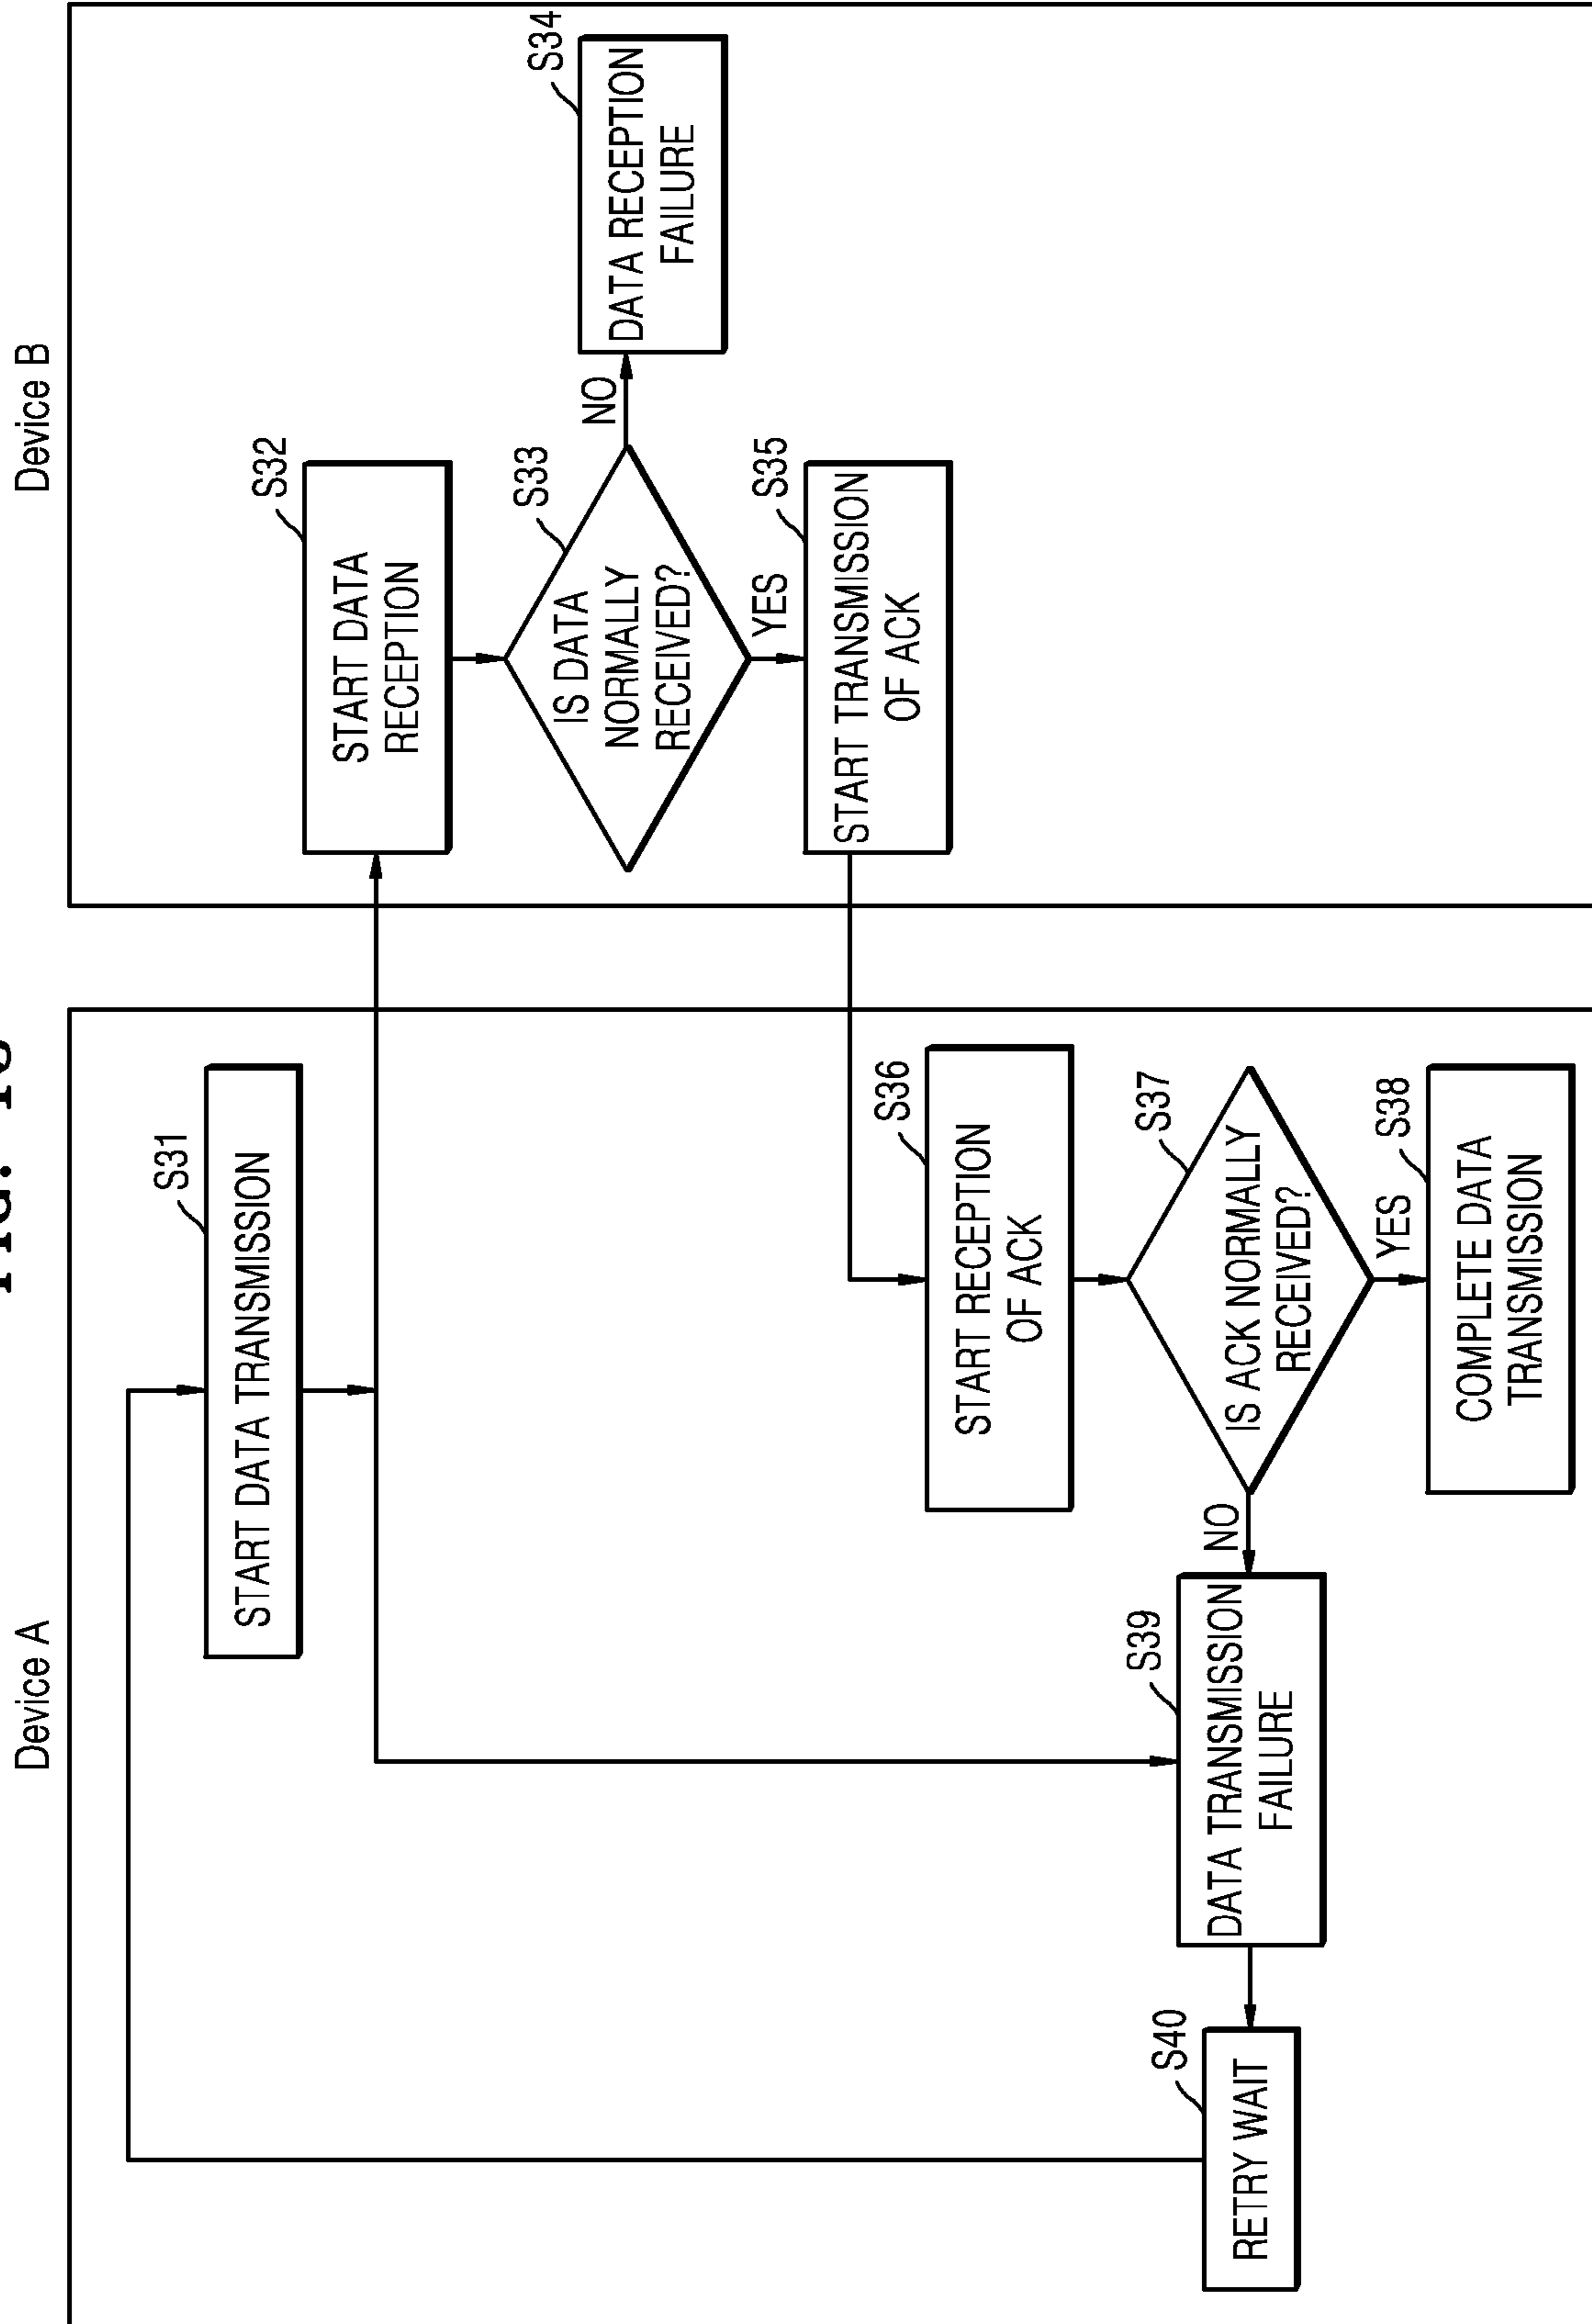 FIG.
Device A
Device B
S31
START DATA TRANSMISSION
S32
START DATA
RECEPTION
S33
IS DATA
NORMALLY
RECEIVED?
NO
S34
DATA RECEPTION
FAILURE
YES
S35
START TRANSMISSION
OF ACK
S36
START RECEPTION
OF ACK
S37
IS ACK NORMALLY
RECEIVED?
YES
S38
COMPLETE DATA
TRANSMISSION
NO
S39
DATA TRANSMISSION
FAILURE
S40
RETRY WAIT